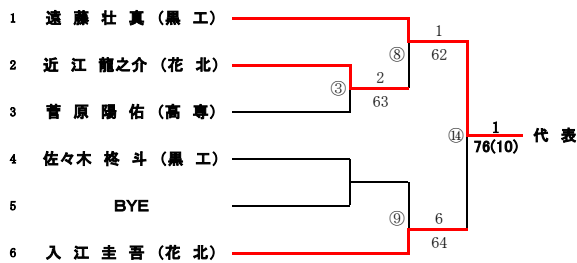 1 遠 藤 壮 真 （黒 工）
2 近 江 龍之介 （花 北）
3 菅 原 陽 佑 （高 専）
4 佐々木 柊 斗 （黒 工）
5 BYE
6 入 江 圭 吾 （花 北）
⑧ 1
62
③ 2
63
⑭ 1 代 表
76(10)
⑨ 6
64